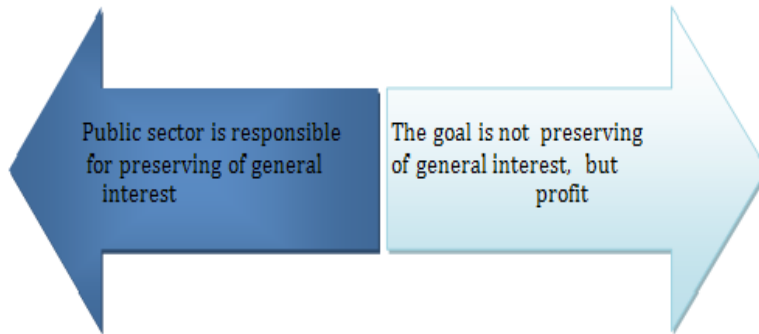 Public sector is responsible
for preserving of general
interest
The goal is not preserving
of general interest, but
profit